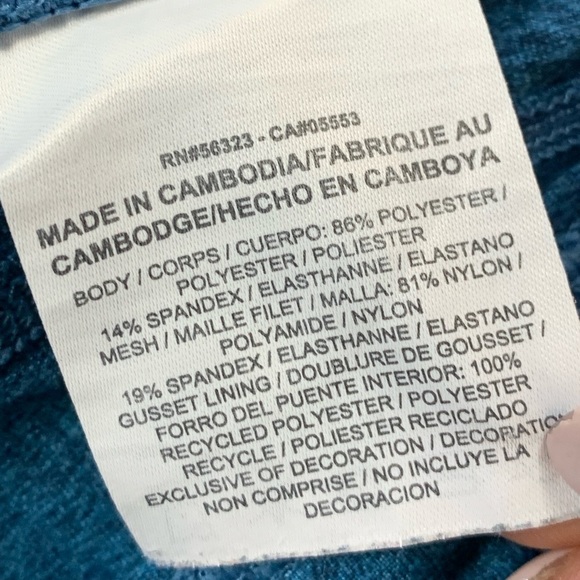 RN#56323 - CA#05553
MADE IN CAMBODIA/FABRIQUE AU
CAMBODGE/HECHO EN CAMBOYA
BODY / CORPS / CUERPO: 86% POLYESTER /
POLYESTER / POLIESTER
14% SPANDEX / ELASTHANNE / ELASTANO
MESH / MAILLE FILET / MALLA: 81% NYLON /
POLYAMIDE / NYLON
19% SPANDEX / ELASTHANNE / ELASTANO
GUSSET LINING / DOUBLURE DE GOUSSET /
FORRO DEL PUENTE INTERIOR: 100%
RECYCLED POLYESTER / POLYESTER
RECYCLE / POLIESTER RECICLADO
EXCLUSIVE OF DECORATION / DECORATION
NON COMPRISE / NO INCLUYE LA
DECORACION